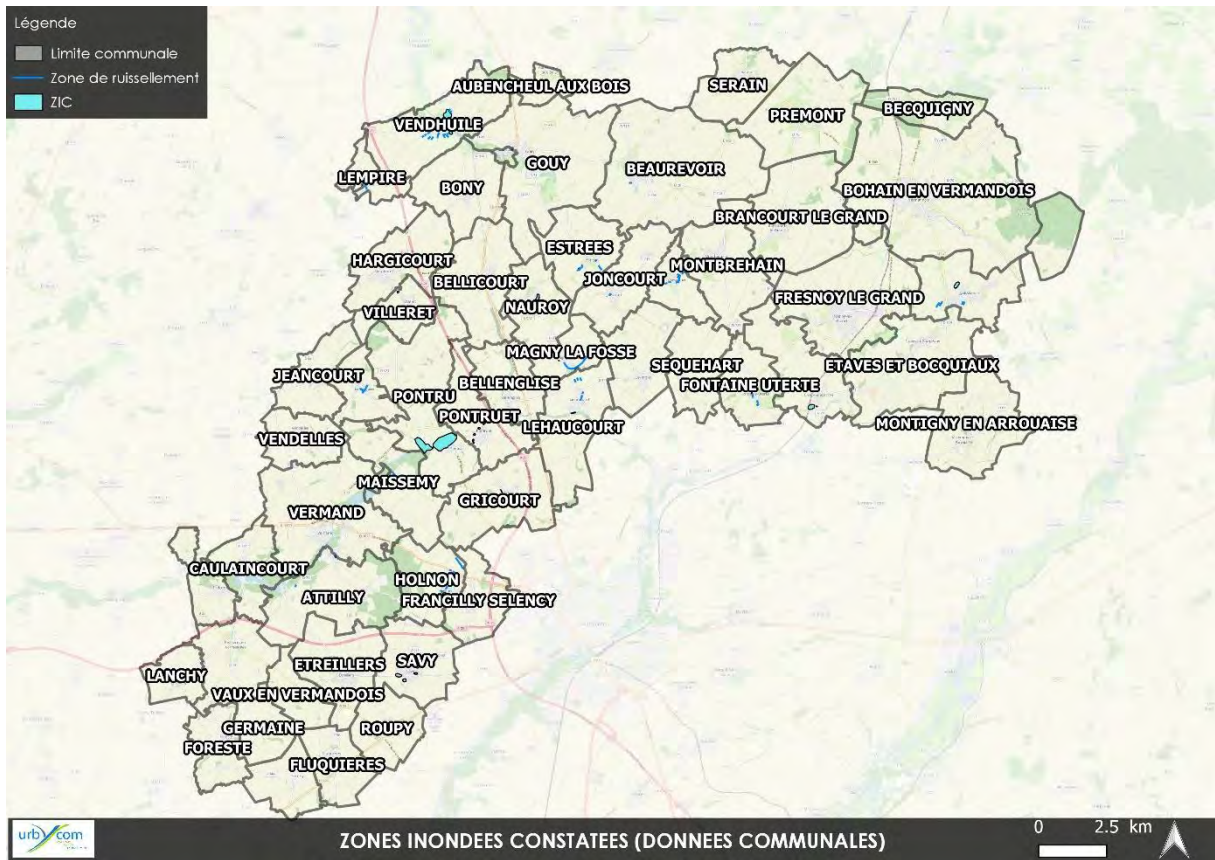 Légende
Limite communale
Zone de ruissellement
ZIC
AUBENCHEUL AUX BOIS
SERAIN
PREMONT
BECQUIGNY
VENDHUILE
GOUY
BEAUREVOIR
LEMPIRE
BONY
BOHAIN EN VERMANDOIS
BRANCOURT LE GRAND
ESTREES
HARGICOURT
JONCOURT
MONTBREHAIN
BELLICOURT
FRESNOY LE GRAND
NAUROY
VILLERET
MAGNY LA FOSSE
SEQUEHART
ETAVES ET BOCQUIAUX
JEANCOURT
BELLENGLISE
FONTAINE UTERTE
PONTRU
PONTRUET
LEHAUCOURT
MONTIGNY EN ARROUAISE
VENDELLES
MAISSEMY
GRICOURT
VERMAND
CAULAINCOURT
HOLNON
ATTILLY
FRANCILLY SELENCY
ETREILLERS
SAVY
LANCHY
VAUX EN VERMANDOIS
GERMAINE
ROUPY
FORESTE
FLUQUIERES
urbycom
ZONES INONDEES CONSTATEES (DONNEES COMMUNALES)
0 2.5 km